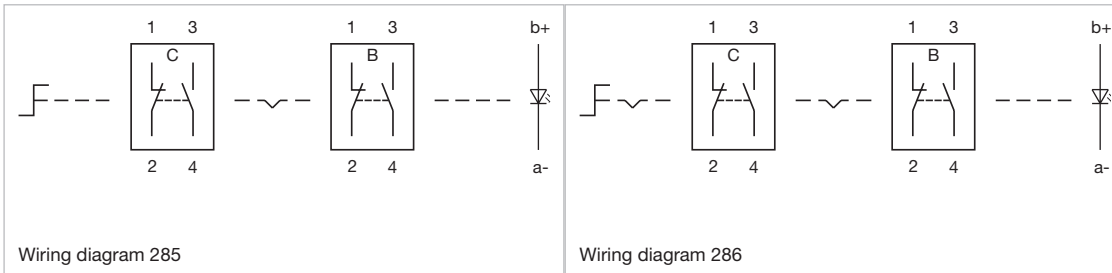 1 3 1 3 b+
C B
2 4 2 4 a-
Wiring diagram 285
1 3 1 3 b+
C B
2 4 2 4 a-
Wiring diagram 286